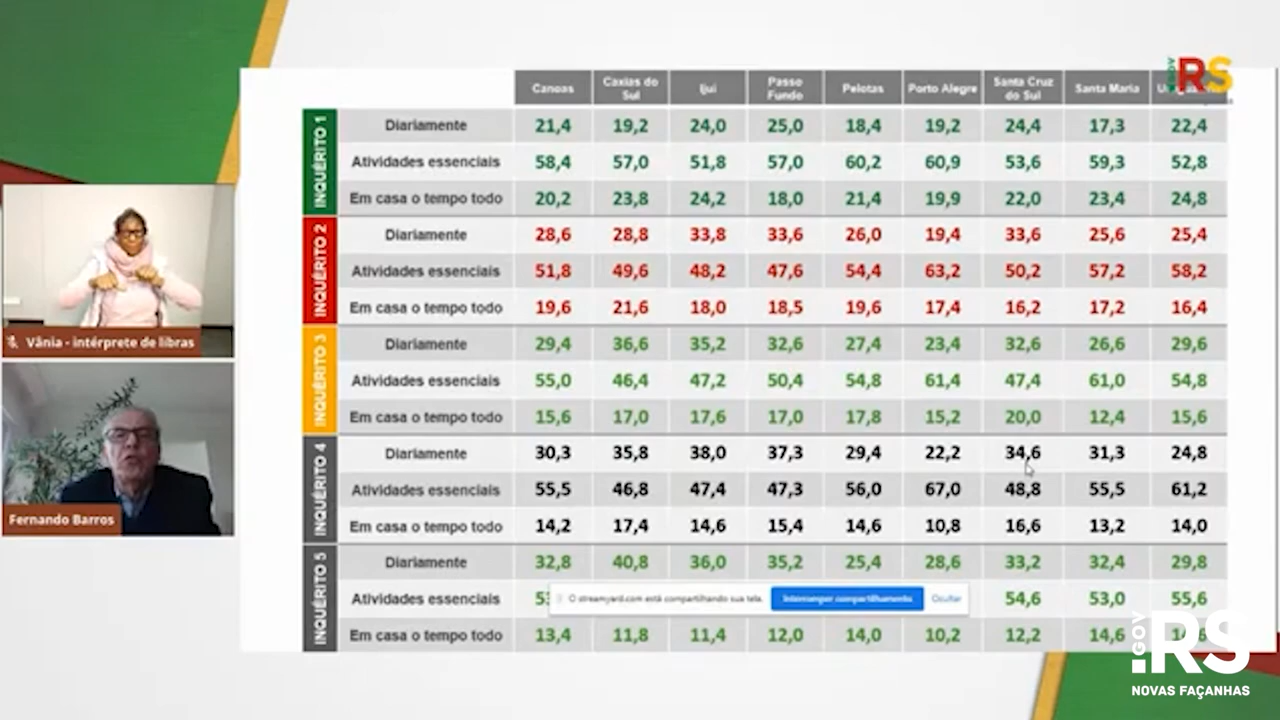 GOV RS
Canoas Caxias do Sul Ijuí Passo Fundo Pelotas Porto Alegre Santa Cruz do Sul Santa Maria
INQUÉRITO 1
Diariamente 21,4 19,2 24,0 25,0 18,4 19,2 24,4 17,3 22,4
Atividades essenciais 58,4 57,0 51,8 57,0 60,2 60,9 53,6 59,3 52,8
Em casa o tempo todo 20,2 23,8 24,2 18,0 21,4 19,9 22,0 23,4 24,8
INQUÉRITO 2
Diariamente 28,6 28,8 33,8 33,6 26,0 19,4 33,6 25,6 25,4
Atividades essenciais 51,8 49,6 48,2 47,6 54,4 63,2 50,2 57,2 58,2
Em casa o tempo todo 19,6 21,6 18,0 18,5 19,6 17,4 16,2 17,2 16,4
INQUÉRITO 3
Diariamente 29,4 36,6 35,2 32,6 27,4 23,4 32,6 26,6 29,6
Atividades essenciais 55,0 46,4 47,2 50,4 54,8 61,4 47,4 61,0 54,8
Em casa o tempo todo 15,6 17,0 17,6 17,0 17,8 15,2 20,0 12,4 15,6
INQUÉRITO 4
Diariamente 30,3 35,8 38,0 37,3 29,4 22,2 34,6 31,3 24,8
Atividades essenciais 55,5 46,8 47,4 47,3 56,0 67,0 48,8 55,5 61,2
Em casa o tempo todo 14,2 17,4 14,6 15,4 14,6 10,8 16,6 13,2 14,0
INQUÉRITO 5
Diariamente 32,8 40,8 36,0 35,2 25,4 28,6 33,2 32,4 29,8
Atividades essenciais 54,6 53,0 55,6
Em casa o tempo todo 13,4 11,8 11,4 12,0 14,0 10,2 12,2 14,6
O streamyard.com está compartilhando sua tela. Interromper compartilhamento Ocultar
Vânia - intérprete de libras
Fernando Barros
.GOV RS
NOVAS FAÇANHAS